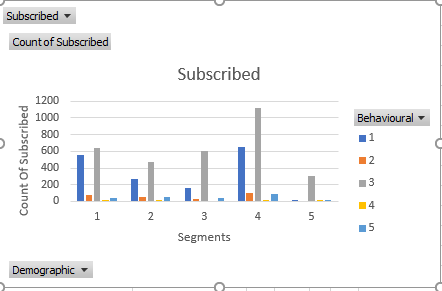 Subscribed
Count of Subscribed
Subscribed
1200
1000
800
600
400
200
0
Count Of Subscribed
1 2 3 4 5
Segments
Behavioural
1
2
3
4
5
Demographic